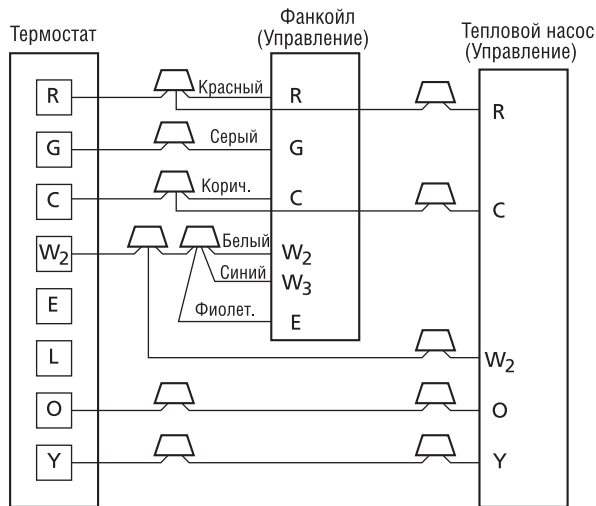 Термостат
Фанкойл
(Управление)
Тепловой насос
(Управление)
R
Красный
R
R
G
Серый
G
C
Корич.
C
C
W2
Белый
W2
Синий
W3
E
Фиолет.
E
L
W2
O
O
Y
Y